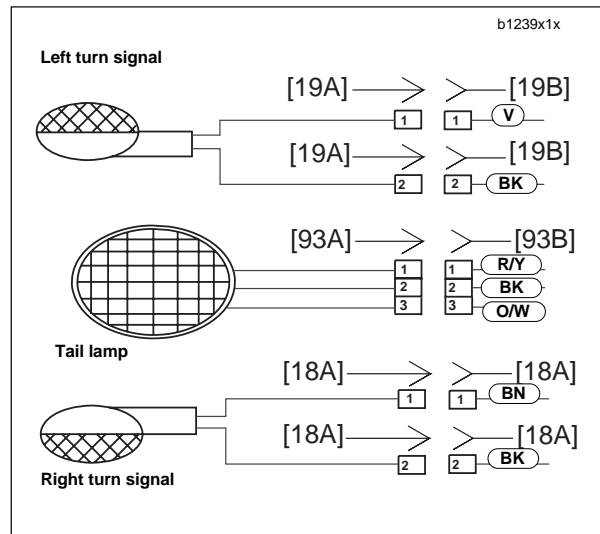 b1239x1x
Left turn signal
[19A] [19B]
1 1 V
[19A] [19B]
2 2 BK
[93A] [93B]
1 1 R/Y
2 2 BK
3 3 O/W
Tail lamp
[18A] [18A]
1 1 BN
[18A] [18A]
2 2 BK
Right turn signal